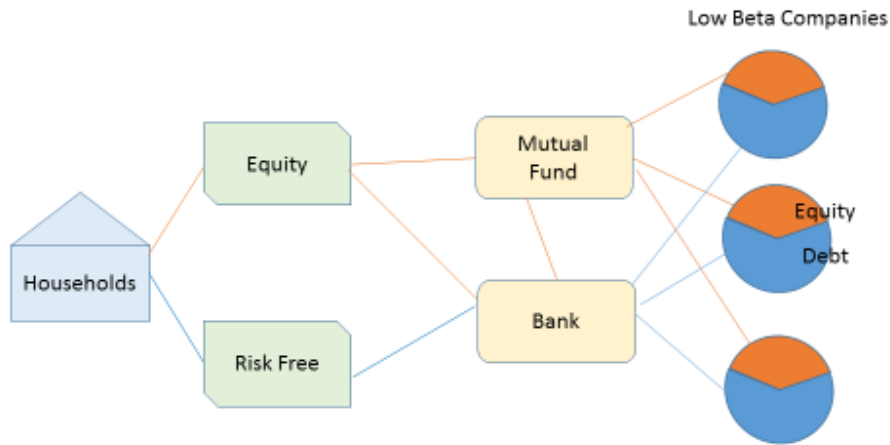 Low Beta Companies
Equity
Mutual
Fund
Equity
Debt
Households
Bank
Risk Free